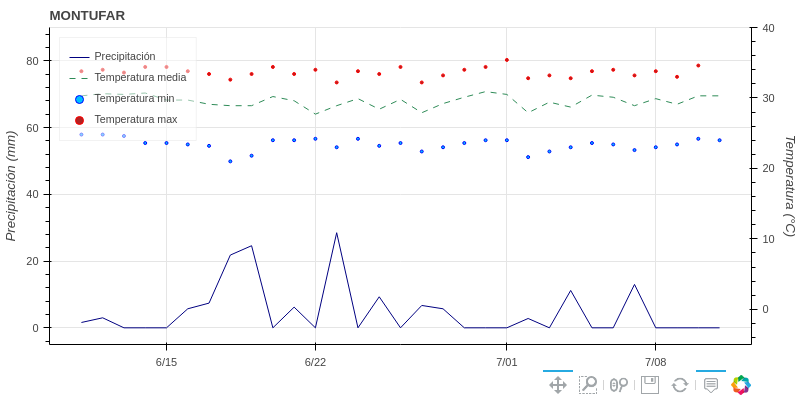 MONTUFAR
Precipitación
Temperatura media
Temperatura min
Temperatura max
Precipitación (mm)
80
60
40
20
0
Temperatura (°C)
40
30
20
10
0
6/15
6/22
7/01
7/08